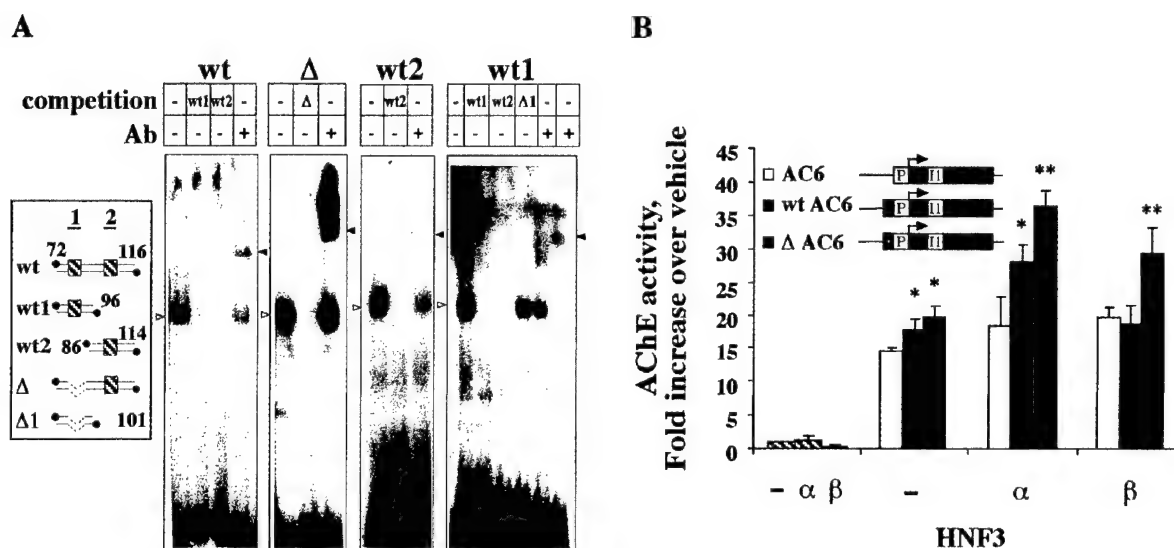 A
wt Δ wt2 wt1
competition - wt1 wt2 - - Δ - - wt2 - - wt1 wt2 Δ1 - -
Ab - - - + - - + - - + - - - - + +
1 2
wt 72 116
wt1 96
wt2 86 114
Δ
Δ1 101
B
AChE activity,
Fold increase over vehicle
45
40
35
30
25
20
15
10
5
0
AC6 P I1
wt AC6 P I1
Δ AC6 P I1
* * * ** **
- α β - α β
HNF3